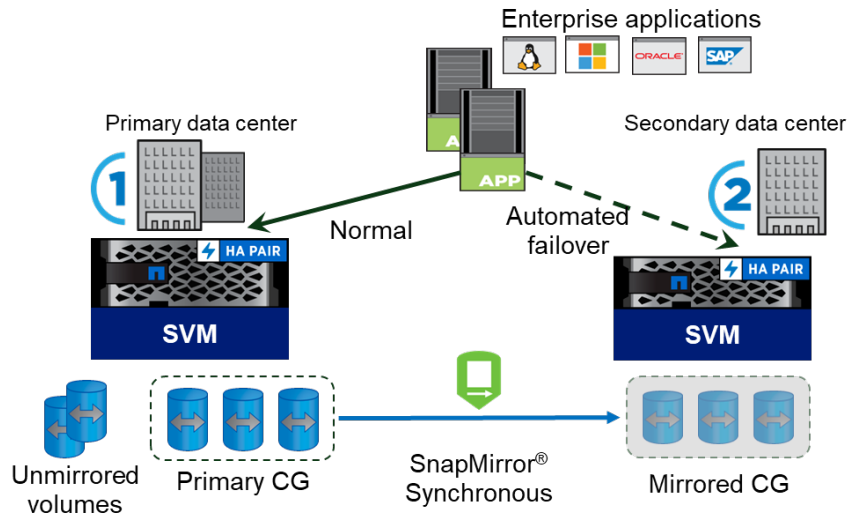 Enterprise applications
ORACLE
SAP
A
APP
Primary data center
Secondary data center
1
2
Normal
Automated
failover
HA PAIR
HA PAIR
SVM
SVM
Unmirrored
volumes
Primary CG
SnapMirror®
Synchronous
Mirrored CG